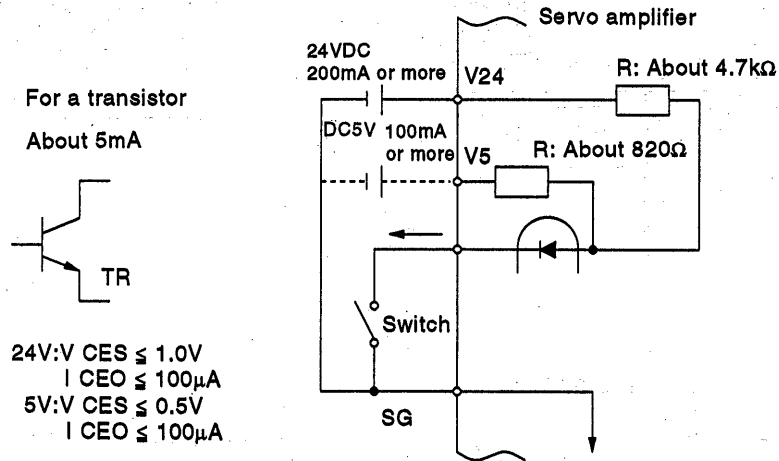 Servo amplifier
24VDC
200mA or more
V24
R: About 4.7kΩ
For a transistor
About 5mA
DC5V 100mA
or more
V5
R: About 820Ω
TR
Switch
24V:V CES ≦ 1.0V
I CEO ≦ 100μA
5V:V CES ≦ 0.5V
I CEO ≦ 100μA
SG